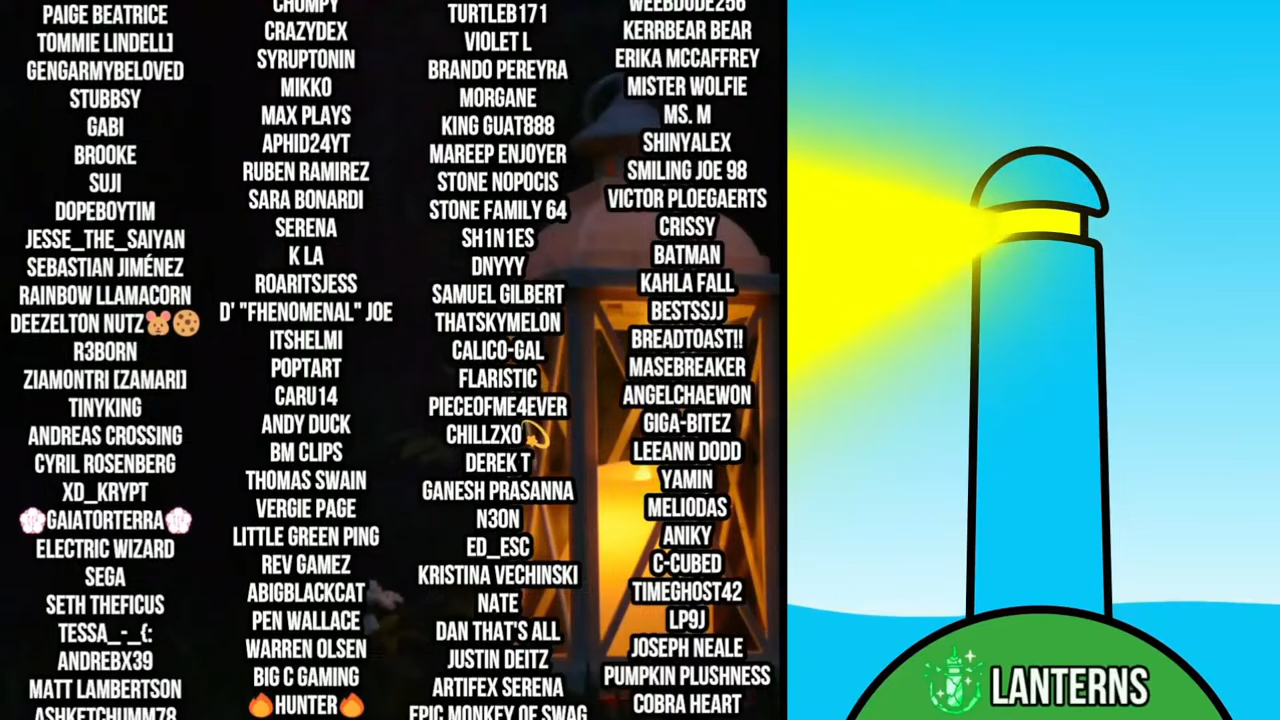 PAIGE BEATRICE
TOMMIE LINDELL]
GENGARMYBELOVED
STUBBSY
GABI
BROOKE
SUJI
DOPEBOYTIM
JESSE_THE_SAIYAN
SEBASTIAN JIMÉNEZ
RAINBOW LLAMACORN
DEEZELTON NUTZ🐹🍪
R3BORN
ZIAMONTRI [ZAMARI]
TINYKING
ANDREAS CROSSING
CYRIL ROSENBERG
XD_KRYPT
💮GAIATORTERRA💮
ELECTRIC WIZARD
SEGA
SETH THEFICUS
TESSA_-_(:
ANDREBX39
MATT LAMBERTSON
ASHKETCHUMM78
CHOMPY
CRAZYDEX
SYRUPTONIN
MIKKO
MAX PLAYS
APHID24YT
RUBEN RAMIREZ
SARA BONARDI
SERENA
K LA
ROARITSJESS
D' "FHENOMENAL" JOE
ITSHELMI
POPTART
CARU14
ANDY DUCK
BM CLIPS
THOMAS SWAIN
VERGIE PAGE
LITTLE GREEN PING
REV GAMEZ
ABIGBLACKCAT
PEN WALLACE
WARREN OLSEN
BIG C GAMING
🔥HUNTER🔥
TURTLEB171
VIOLET L
BRANDO PEREYRA
MORGANE
KING GUAT888
MAREEP ENJOYER
STONE NOPOCIS
STONE FAMILY 64
SH1N1ES
DNYYY
SAMUEL GILBERT
THATSKYMELON
CALICO-GAL
FLARISTIC
PIECEOFME4EVER
CHILLZXO💫
DEREK T
GANESH PRASANNA
N3ON
ED_ESC
KRISTINA VECHINSKI
NATE
DAN THAT'S ALL
JUSTIN DEITZ
ARTIFEX SERENA
EPIC MONKEY OF SWAG
WEEBDUDE256
KERRBEAR BEAR
ERIKA MCCAFFREY
MISTER WOLFIE
MS. M
SHINYALEX
SMILING JOE 98
VICTOR PLOEGAERTS
CRISSY
BATMAN
KAHLA FALL
BESTSSJJ
BREADTOAST!!
MASEBREAKER
ANGELCHAEWON
GIGA-BITEZ
LEEANN DODD
YAMIN
MELIODAS
ANIKY
C-CUBED
TIMEGHOST42
LP9J
JOSEPH NEALE
PUMPKIN PLUSHNESS
COBRA HEART
LANTERNS